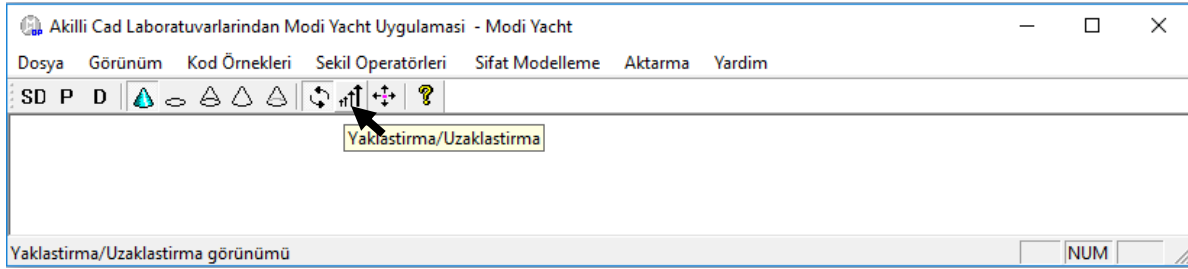 Akilli Cad Laboratuvarlarindan Modi Yacht Uygulamasi - Modi Yacht
Dosya Görünüm Kod Örnekleri Sekil Operatörleri Sifat Modelleme Aktarma Yardim
SD P D ?
Yaklastirma/Uzaklastirma
Yaklastirma/Uzaklastirma görünümü NUM